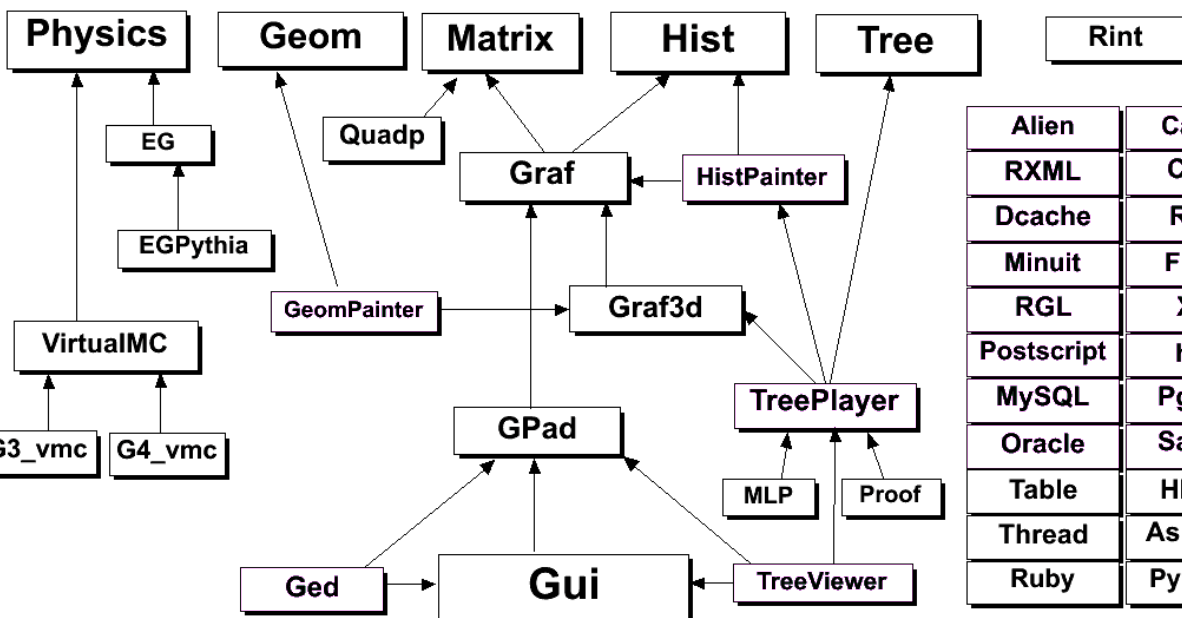 Physics
Geom
Matrix
Hist
Tree
Rint
EG
Quadp
Graf
HistPainter
EGPythia
GeomPainter
Graf3d
VirtualMC
TreePlayer
GPad
G4_vmc
MLP
Proof
Ged
Gui
TreeViewer
Alien
RXML
Dcache
Minuit
RGL
Postscript
MySQL
Oracle
Table
Thread
Ruby